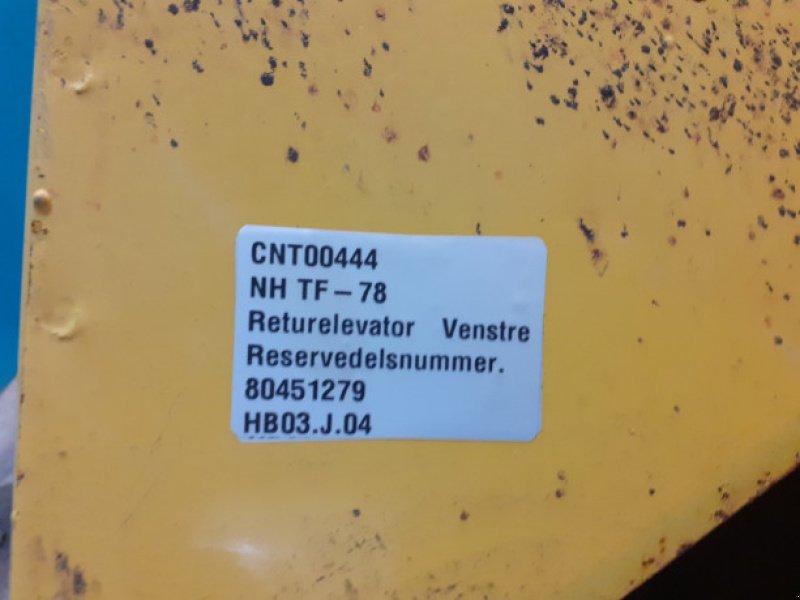 CNT00444
NH TF – 78
Returelevator Venstre
Reservedelsnummer.
80451279
HB03.J.04